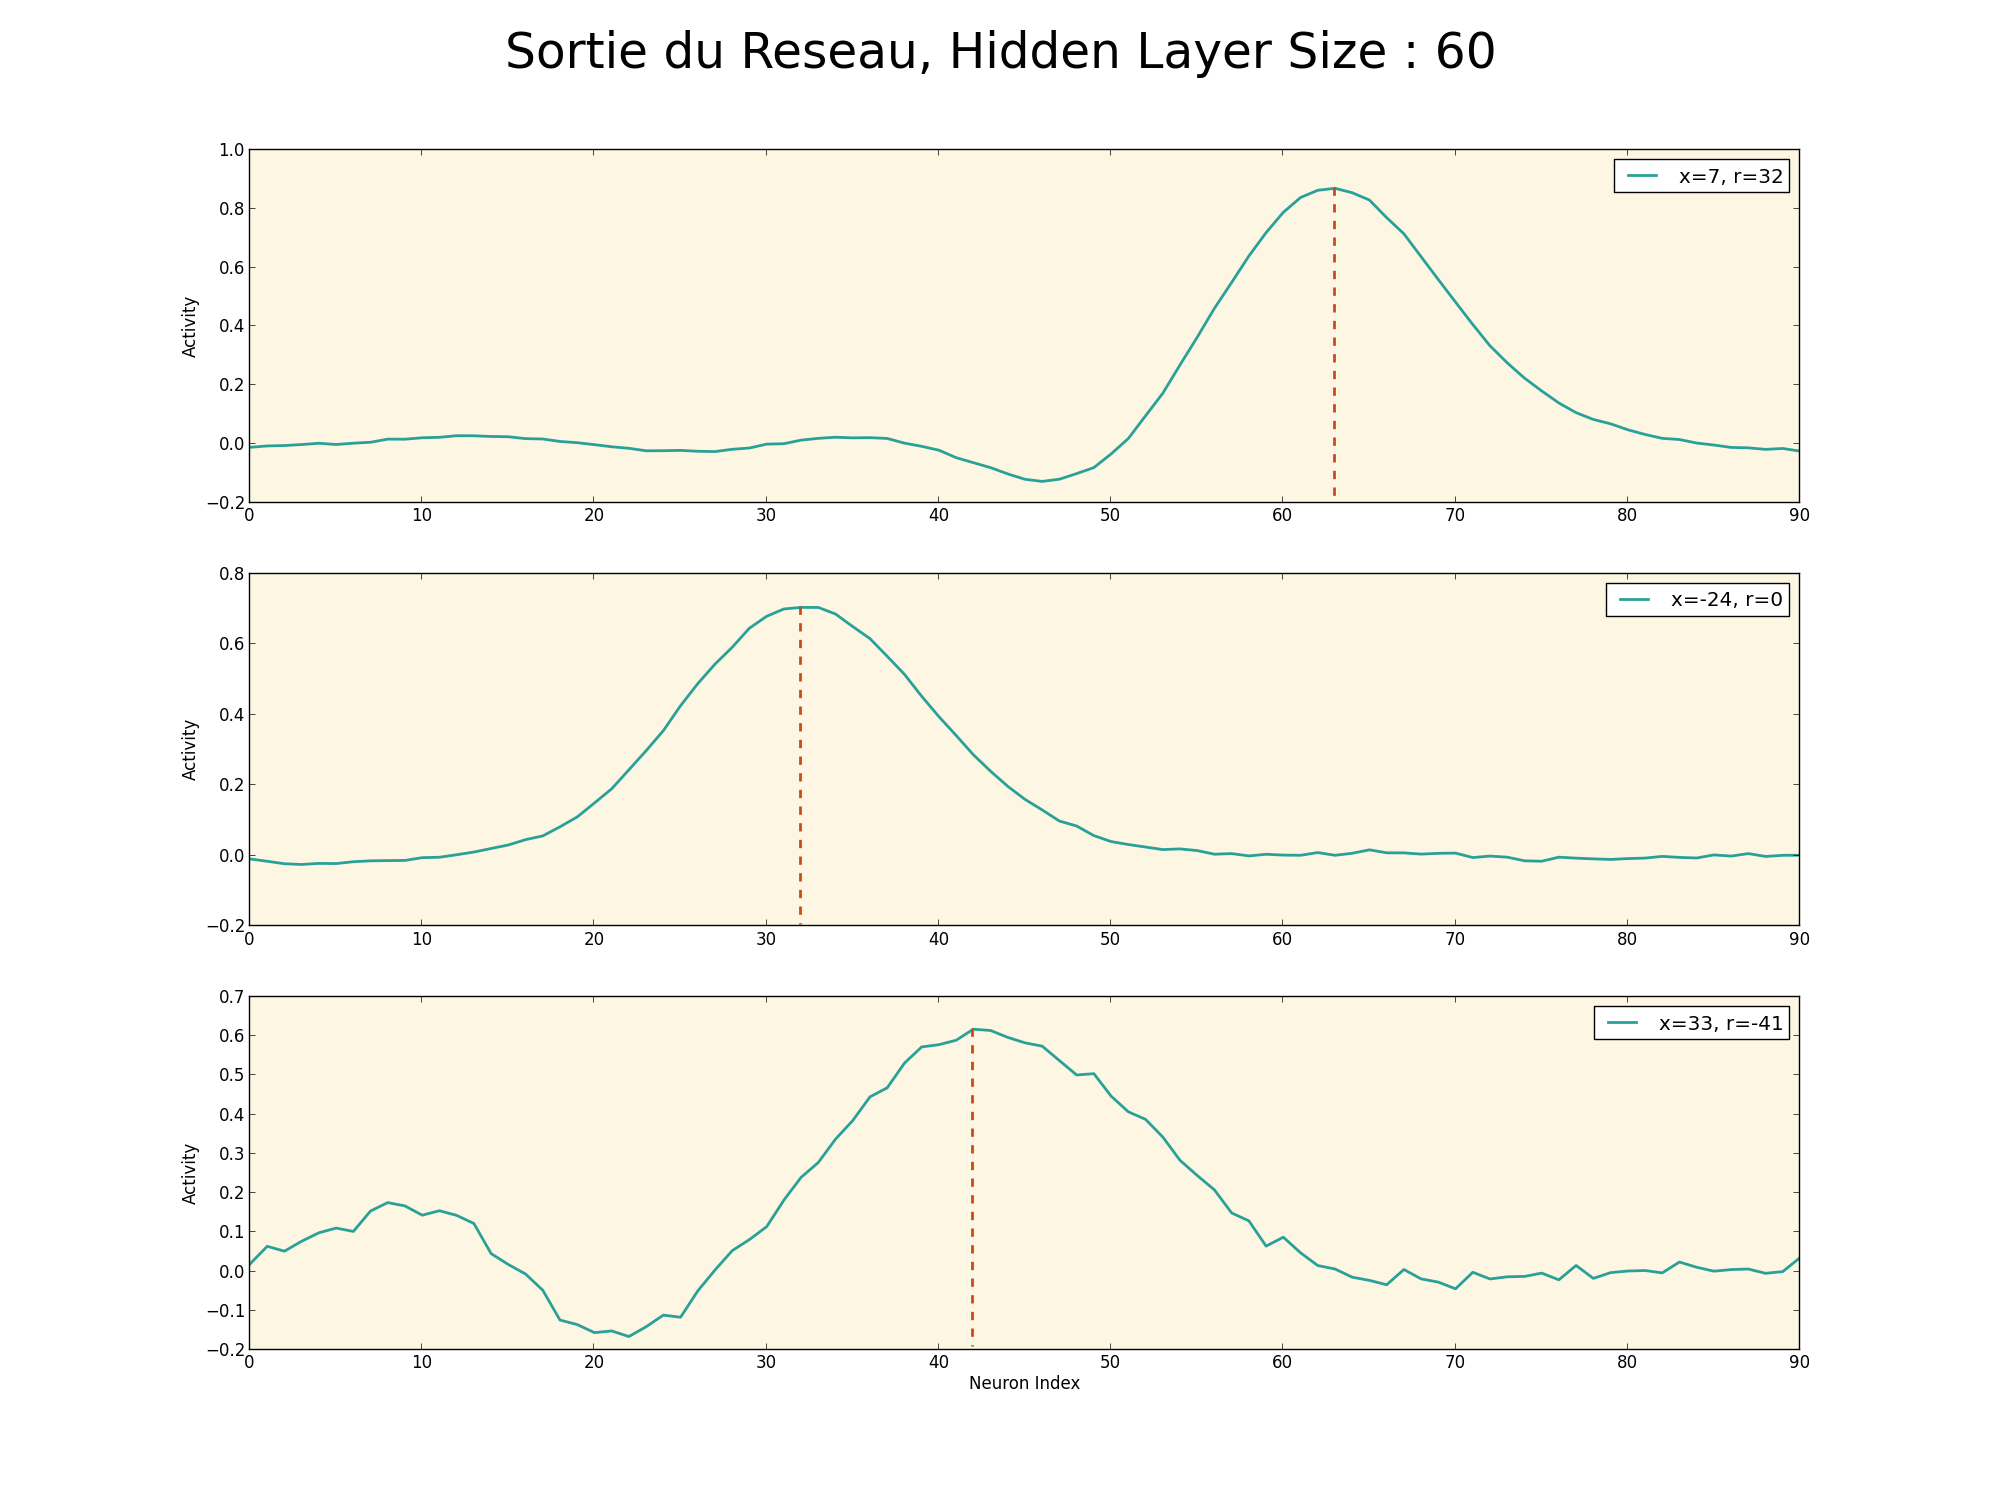 Sortie du Reseau, Hidden Layer Size : 60
1.0
0.8
0.6
0.4
0.2
0.0
−0.2
Activity
x=7, r=32
0 10 20 30 40 50 60 70 80 90
0.8
0.6
0.4
0.2
0.0
−0.2
Activity
x=-24, r=0
0 10 20 30 40 50 60 70 80 90
0.7
0.6
0.5
0.4
0.3
0.2
0.1
0.0
−0.1
−0.2
Activity
x=33, r=-41
0 10 20 30 40 50 60 70 80 90
Neuron Index